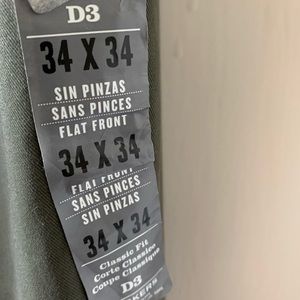 D3
34 X 34
SIN PINZAS
SANS PINCES
FLAT FRONT
34 X 34
FLAT FRONT
SANS PINCES
SIN PINZAS
34 X 34
Classic Fit
Corte Clasico
Coupe Classique
D3